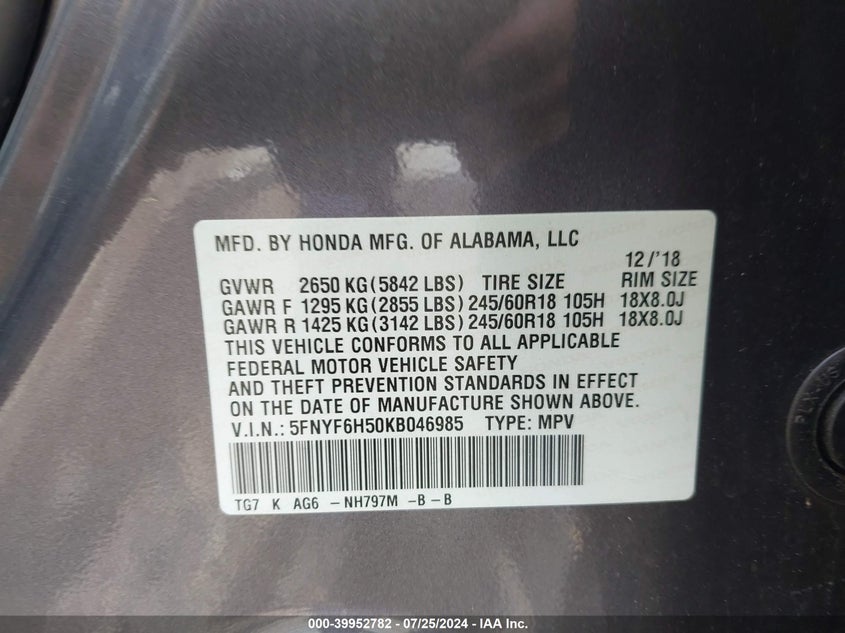 MFD. BY HONDA MFG. OF ALABAMA, LLC
12/'18
GVWR 2650 KG (5842 LBS) TIRE SIZE RIM SIZE
GAWR F 1295 KG (2855 LBS) 245/60R18 105H 18X8.0J
GAWR R 1425 KG (3142 LBS) 245/60R18 105H 18X8.0J
THIS VEHICLE CONFORMS TO ALL APPLICABLE
FEDERAL MOTOR VEHICLE SAFETY
AND THEFT PREVENTION STANDARDS IN EFFECT
ON THE DATE OF MANUFACTURE SHOWN ABOVE.
V.I.N.: 5FNYF6H50KB046985 TYPE: MPV
TG7 K AG6 - NH797M - B - B
000-39952782 / 07/25/2024 - IAA Inc.